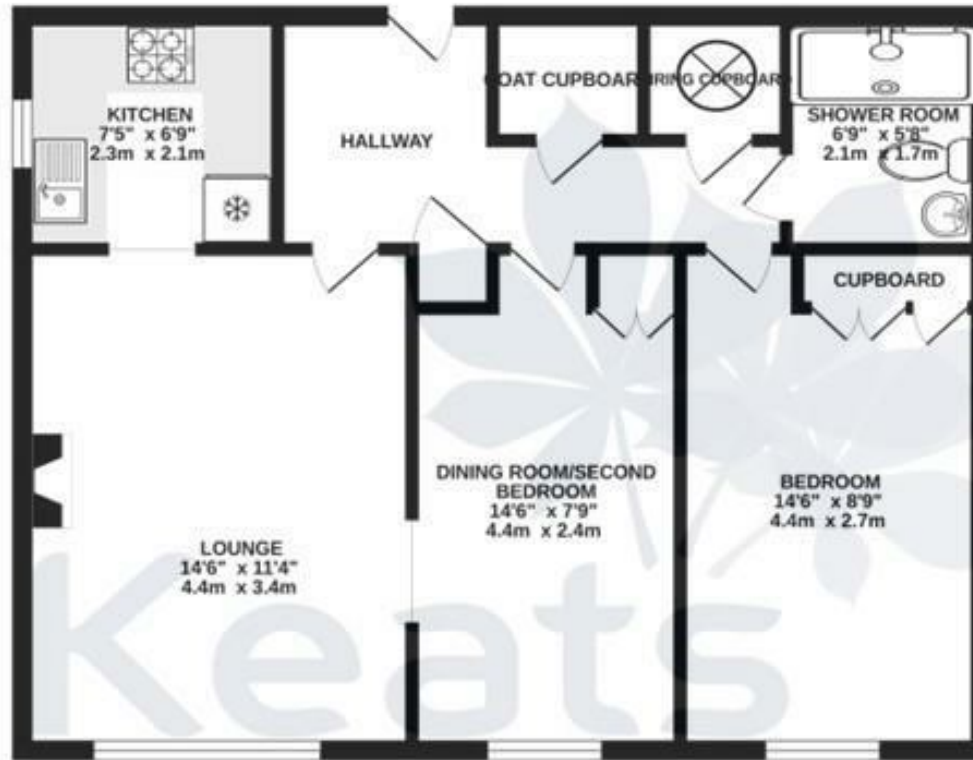 KITCHEN
7'5" x 6'9"
2.3m x 2.1m
HALLWAY
COAT CUPBOARD
CUPBOARD
SHOWER ROOM
6'9" x 5'8"
2.1m x 1.7m
CUPBOARD
LOUNGE
14'6" x 11'4"
4.4m x 3.4m
DINING ROOM/SECOND
BEDROOM
14'6" x 7'9"
4.4m x 2.4m
BEDROOM
14'6" x 8'9"
4.4m x 2.7m
Keats